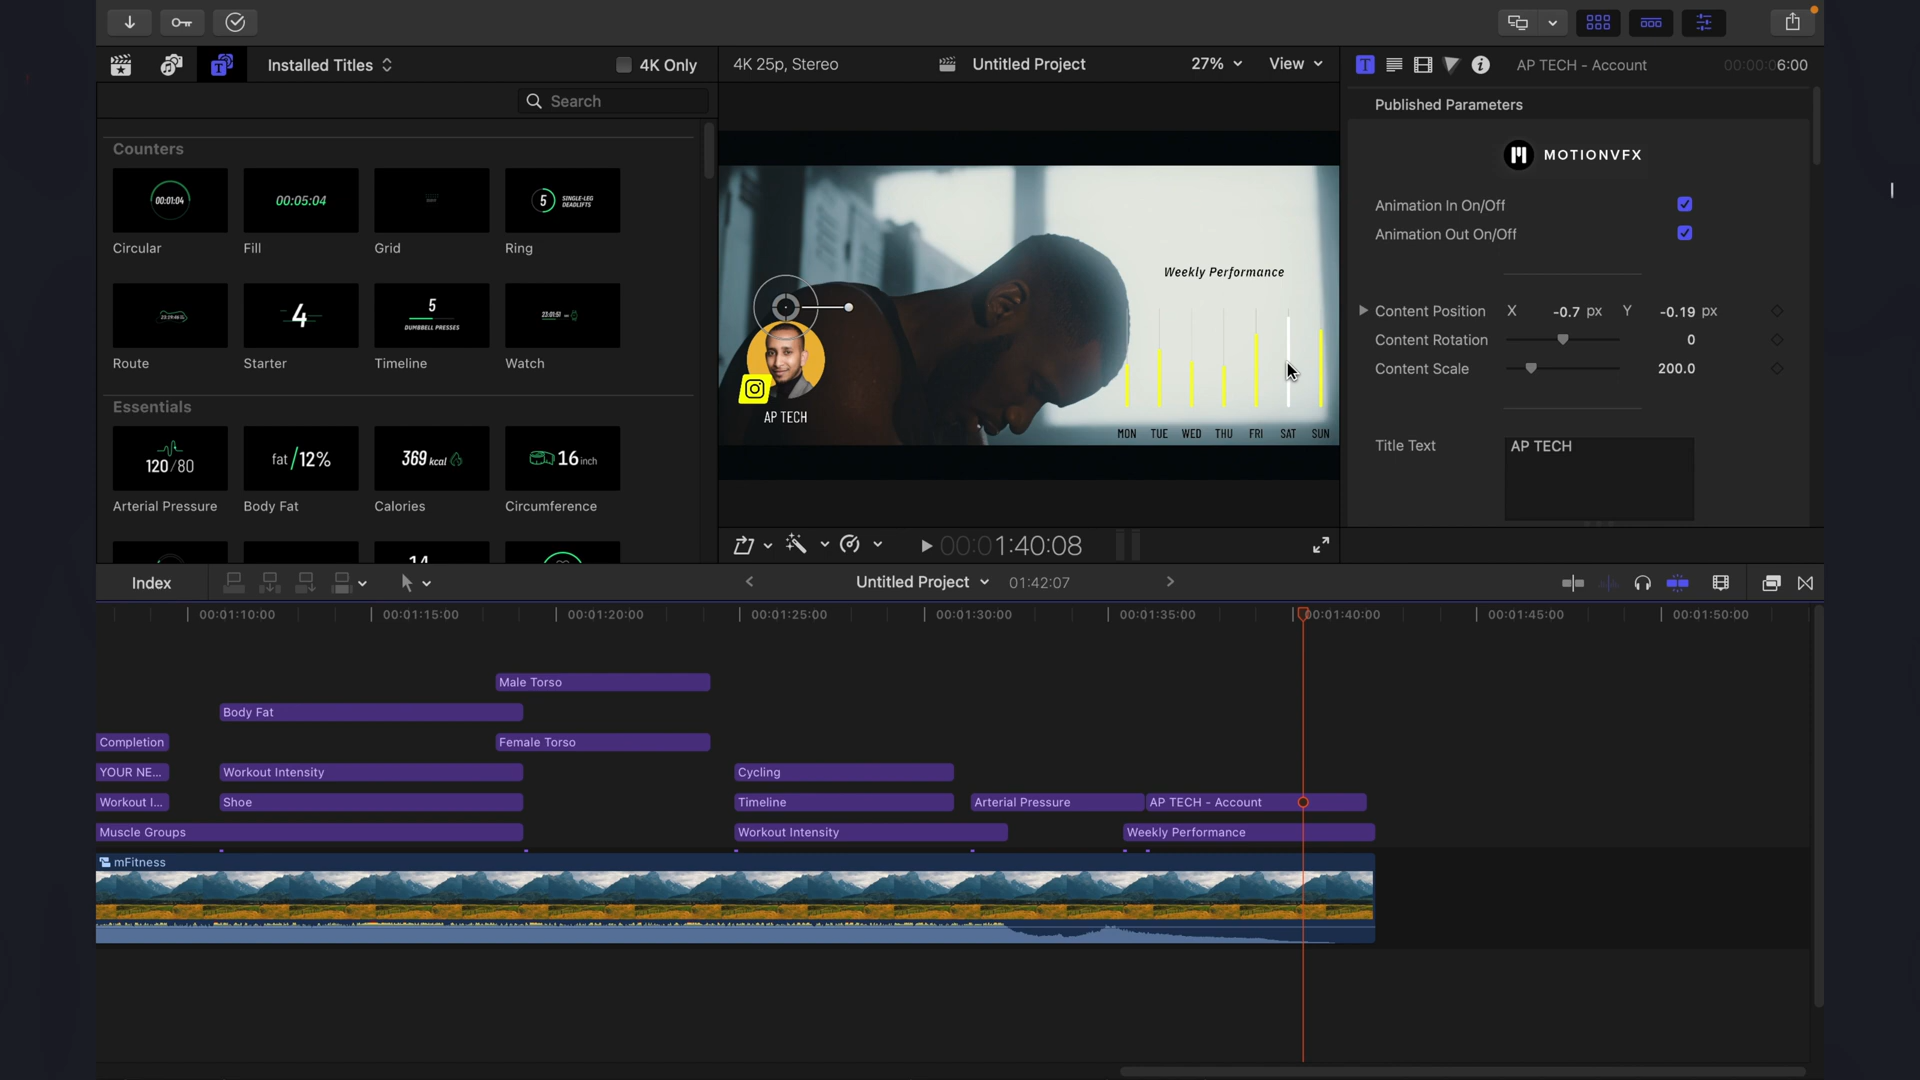 Installed Titles
4K Only
4K 25p, Stereo
Untitled Project
27%
View
AP TECH - Account
00:00:06:00
Search
Published Parameters
Counters
MOTIONVFX
00:01:04
00:05:04
5 SINGLE-LEG
DEADLIFTS
Circular
Fill
Grid
Ring
Animation In On/Off
Animation Out On/Off
Weekly Performance
4
5
DUMBBELL PRESSES
23:01:51
Content Position X -0.7 px Y -0.19 px
Content Rotation 0
Content Scale 200.0
Route
Starter
Timeline
Watch
Essentials
AP TECH
MON TUE WED THU FRI SAT SUN
Title Text
AP TECH
120/80
fat/12%
369 kcal
16 inch
Arterial Pressure
Body Fat
Calories
Circumference
14
00:01:40:08
Index
Untitled Project
01:42:07
00:01:10:00
00:01:15:00
00:01:20:00
00:01:25:00
00:01:30:00
00:01:35:00
00:01:40:00
00:01:45:00
00:01:50:00
Male Torso
Body Fat
Completion
Female Torso
YOUR NE...
Workout Intensity
Cycling
Workout I...
Shoe
Timeline
Arterial Pressure
AP TECH - Account
Muscle Groups
Workout Intensity
Weekly Performance
mFitness